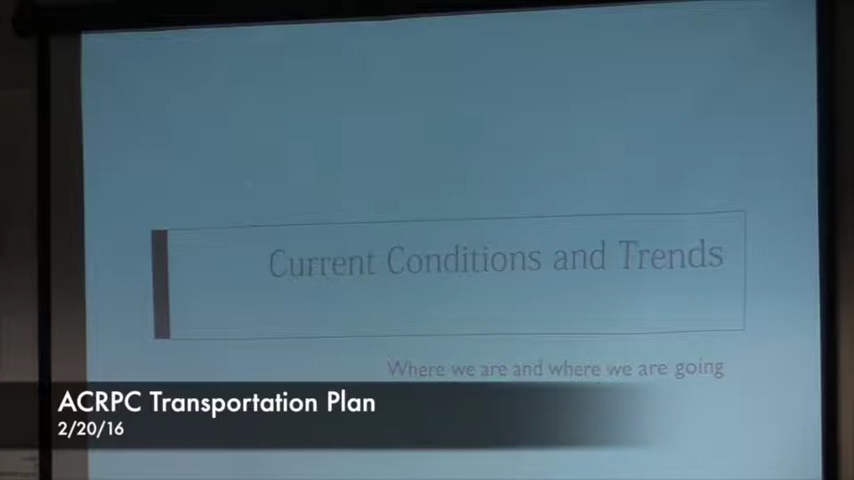 Current Conditions and Trends
Where we are and where we are going
ACRPC Transportation Plan
2/20/16